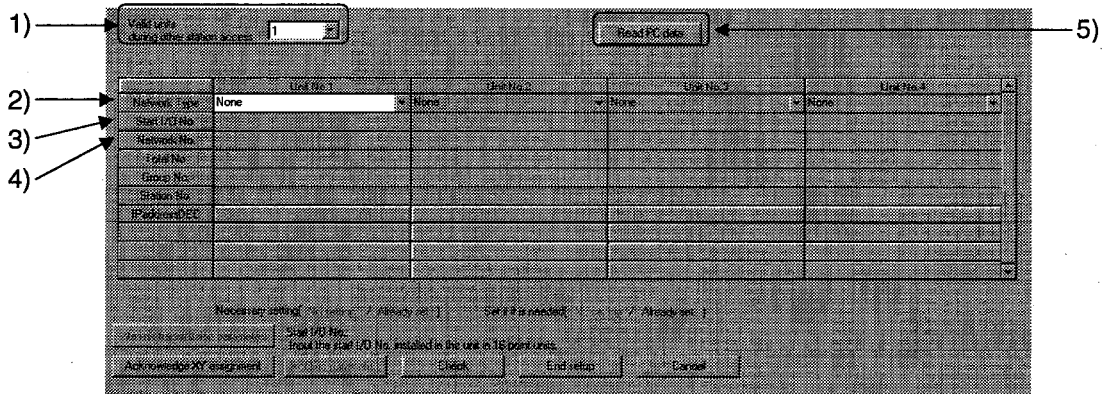 1)
Valid units
during other station access
1
Read PC data
5)
Unit No.1 Unit No.2 Unit No.3 Unit No.4
2)
Network Type None None None None
3)
Start I/O No.
4)
Network No.
Total No.
Group No.
Station No.
IPaddressDEC
Necessary setting( / Already set ) Set if it is needed( / Already set )
Start I/O No.
Input the start I/O No. installed in the unit in 16 point units.
Acknowledge XY assignment Check End setup Cancel